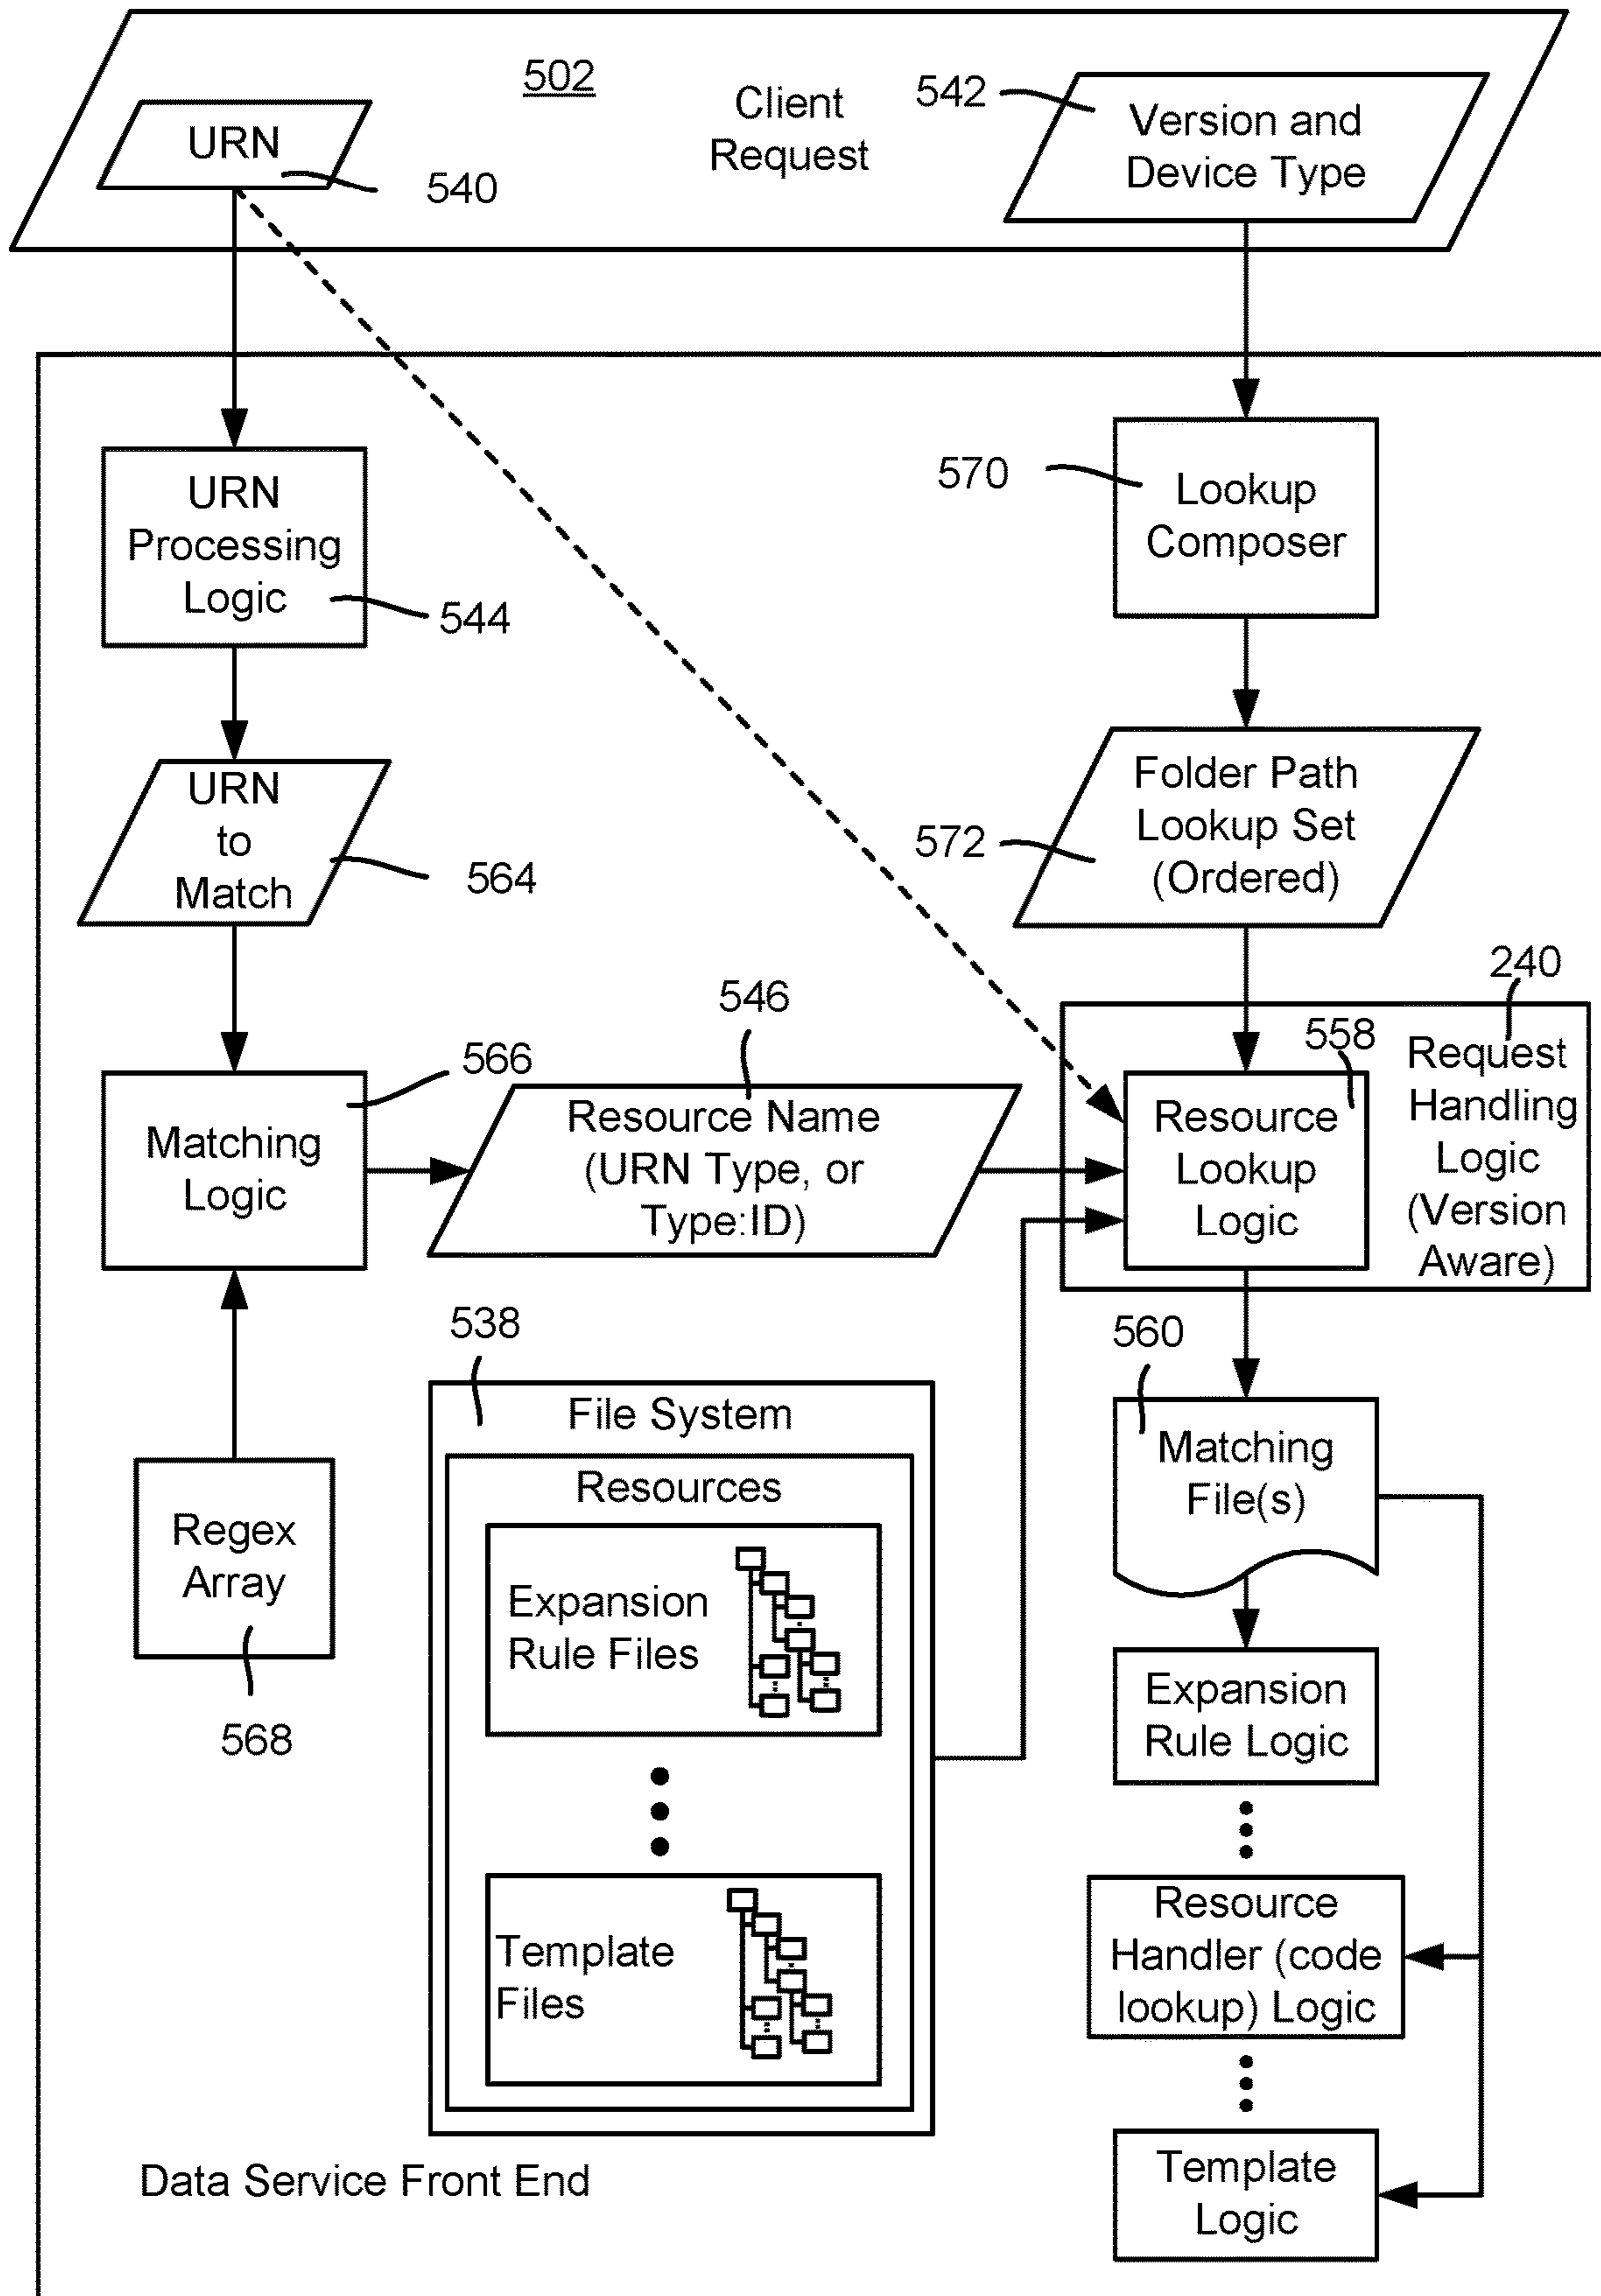 502
Client
Request
URN
540
542
Version and
Device Type
URN
Processing
Logic
544
570
Lookup
Composer
URN
to
Match
564
572
Folder Path
Lookup Set
(Ordered)
566
Matching
Logic
546
Resource Name
(URN Type, or
Type:ID)
240
558
Request
Handling
Logic
(Version
Aware)
Resource
Lookup
Logic
538
File System
Resources
Expansion
Rule Files
Template
Files
Regex
Array
568
560
Matching
File(s)
Expansion
Rule Logic
Resource
Handler (code
lookup) Logic
Template
Logic
Data Service Front End